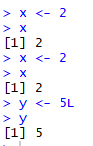 > x <- 2
> x
[1] 2
> x <- 2
> x
[1] 2
> y <- 5L
> y
[1] 5